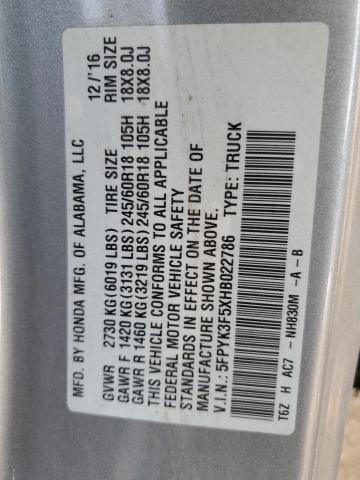 MFD. BY HONDA MFG. OF ALABAMA, LLC 12/'16
GVWR 2730 KG(6019 LBS) TIRE SIZE RIM SIZE
GAWR F 1420 KG(3131 LBS) 245/60R18 105H 18X8.0J
GAWR R 1460 KG(3219 LBS) 245/60R18 105H 18X8.0J
THIS VEHICLE CONFORMS TO ALL APPLICABLE
FEDERAL MOTOR VEHICLE SAFETY
STANDARDS IN EFFECT ON THE DATE OF
MANUFACTURE SHOWN ABOVE.
V.I.N.: 5FPYK3F5XHB022786 TYPE: TRUCK
T6Z H AC7 - NH830M -A -B